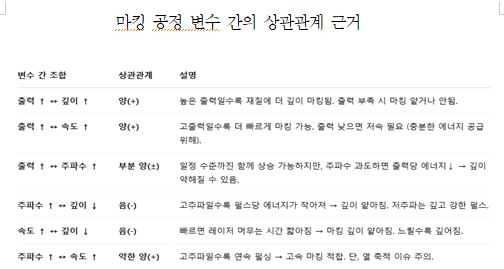 마킹 공정 변수 간의 상관관계 근거
변수 간 조합 상관관계 설명
출력 ↑ ↔ 깊이 ↑ 양(+) 높은 출력일수록 재질에 더 깊이 마킹됨. 출력 부족 시 마킹 얕거나 안됨.
출력 ↑ ↔ 속도 ↑ 양(+) 고출력일수록 더 빠르게 마킹 가능. 출력 낮으면 저속 필요 (충분한 에너지 공급
위해).
출력 ↑ ↔ 주파수 ↑ 부분 양(±) 일정 수준까진 함께 상승 가능하지만, 주파수 과도하면 출력당 에너지↓ → 깊이
약해질 수 있음.
주파수 ↑ ↔ 깊이 ↓ 음(-) 고주파일수록 펄스당 에너지가 작아져 → 깊이 얕아짐. 저주파는 깊고 강한 펄스.
속도 ↑ ↔ 깊이 ↓ 음(-) 빠르면 레이저 머무는 시간 짧아짐 → 마킹 깊이 얕아짐. 느릴수록 깊어짐.
주파수 ↑ ↔ 속도 ↑ 약한 양(+) 고주파일수록 연속 펄싱 → 고속 마킹 적합. 단, 열 축적 이슈 주의.